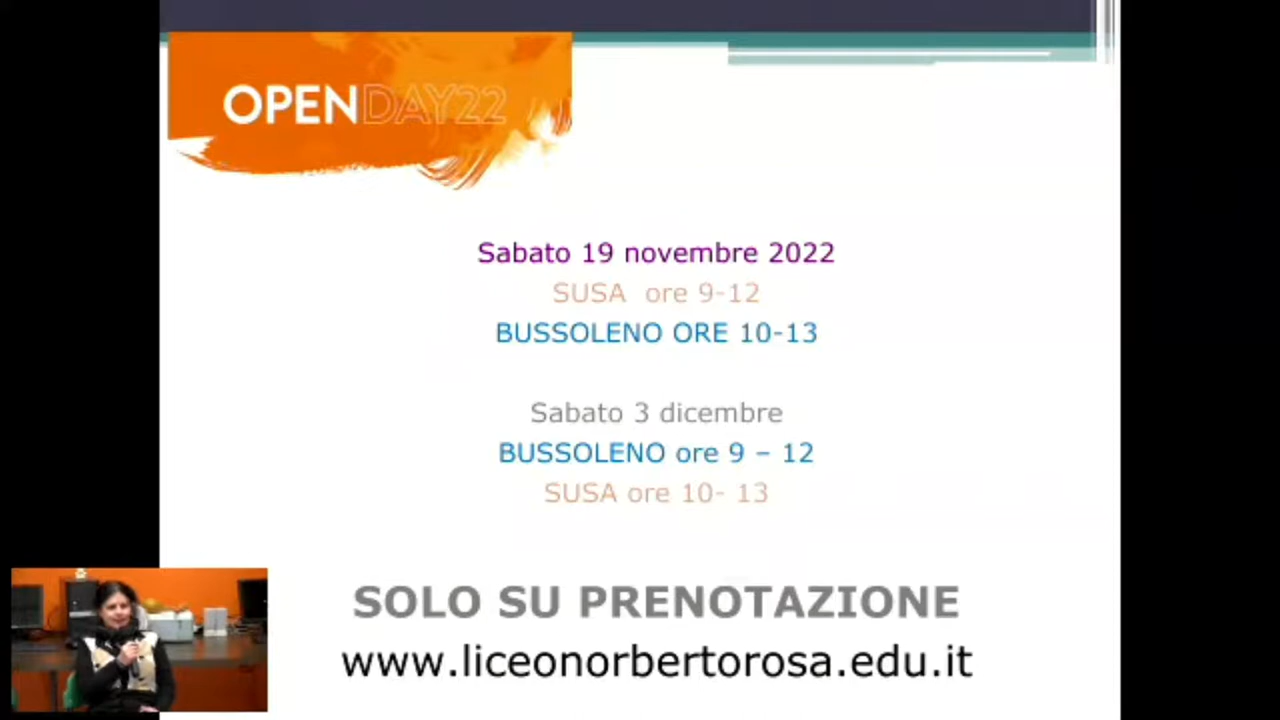 OPENDAY22
Sabato 19 novembre 2022
SUSA ore 9-12
BUSSOLENO ORE 10-13
Sabato 3 dicembre
BUSSOLENO ore 9 – 12
SUSA ore 10- 13
SOLO SU PRENOTAZIONE
www.liceonorbertorosa.edu.it